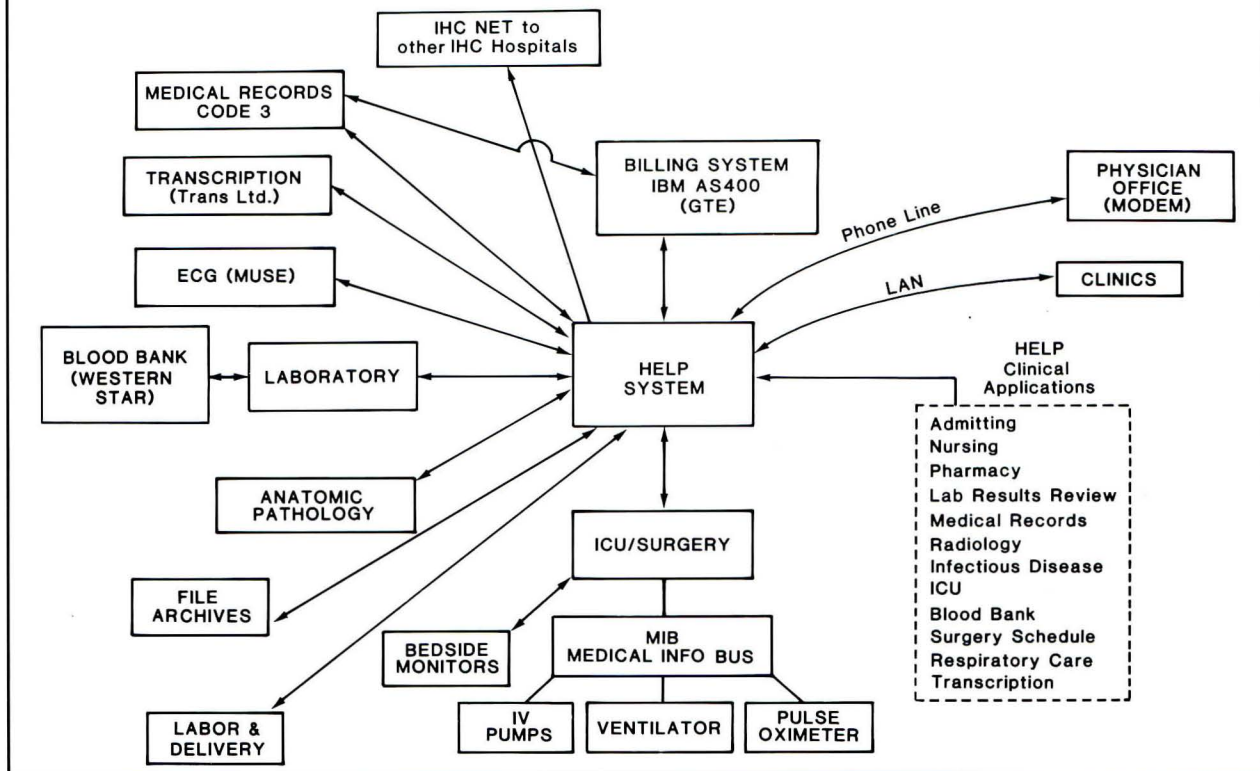 IHC NET to
other IHC Hospitals
MEDICAL RECORDS
CODE 3
BILLING SYSTEM
IBM AS400
(GTE)
TRANSCRIPTION
(Trans Ltd.)
PHYSICIAN
OFFICE
(MODEM)
Phone Line
ECG (MUSE)
LAN
CLINICS
BLOOD BANK
(WESTERN
STAR)
LABORATORY
HELP
SYSTEM
HELP
Clinical
Applications
Admitting
Nursing
Pharmacy
Lab Results Review
Medical Records
Radiology
Infectious Disease
ICU
Blood Bank
Surgery Schedule
Respiratory Care
Transcription
ANATOMIC
PATHOLOGY
ICU/SURGERY
FILE
ARCHIVES
BEDSIDE
MONITORS
MIB
MEDICAL INFO BUS
LABOR &
DELIVERY
IV
PUMPS
VENTILATOR
PULSE
OXIMETER